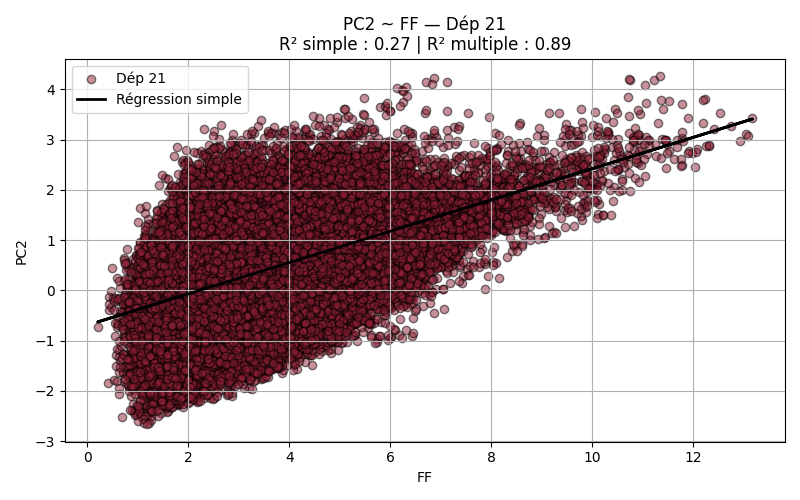 PC2 ~ FF — Dép 21
R² simple : 0.27 | R² multiple : 0.89
Dép 21
Régression simple
4
3
2
1
0
−1
−2
−3
PC2
0 2 4 6 8 10 12
FF